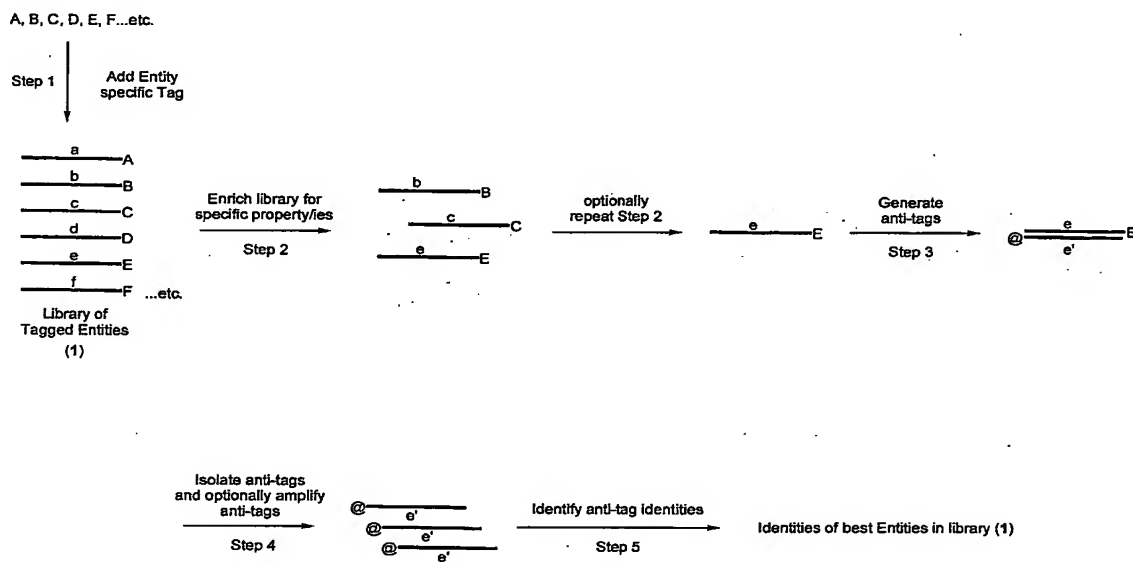 A, B, C, D, E, F...etc.
Step 1
Add Entity
specific Tag
a
A
b
B
c
C
d
D
e
E
f
F ...etc.
Library of
Tagged Entities
(1)
Enrich library for
specific property/ies
Step 2
b
B
c
C
e
E
optionally
repeat Step 2
e
E
Generate
anti-tags
Step 3
e
E
@
e'
Isolate anti-tags
and optionally amplify
anti-tags
Step 4
@
e'
@
e'
@
e'
Identify anti-tag identities
Step 5
Identities of best Entities in library (1)